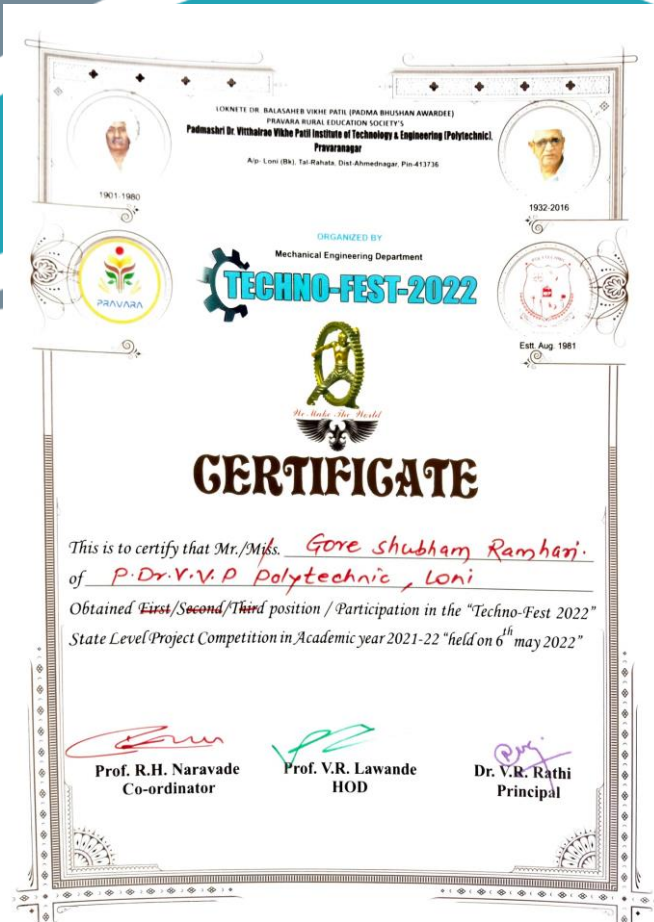 LOKNETE DR. BALASAHEB VIKHE PATIL (PADMA BHUSHAN AWARDEE)
PRAVARA RURAL EDUCATION SOCIETY'S
Padmashri Dr. Vitthalrao Vikhe Patil Institute of Technology & Engineering (Polytechnic),
Pravaranagar
A/p- Loni (Bk), Tal-Rahata, Dist-Ahmednagar, Pin-413736
1901-1980
1932-2016
ORGANIZED BY
Mechanical Engineering Department
TECHNO-FEST-2022
PRAVARA
Estt. Aug. 1981
We Make The World
CERTIFICATE
This is to certify that Mr./Miss. Gore Shubham Ramhari.
of P.Dr.V.V.P Polytechnic, Loni
Obtained First/Second/Third position / Participation in the "Techno-Fest 2022"
State Level Project Competition in Academic year 2021-22 "held on 6th may 2022"
Prof. R.H. Naravade Prof. V.R. Lawande Dr. V.R. Rathi
Co-ordinator HOD Principal